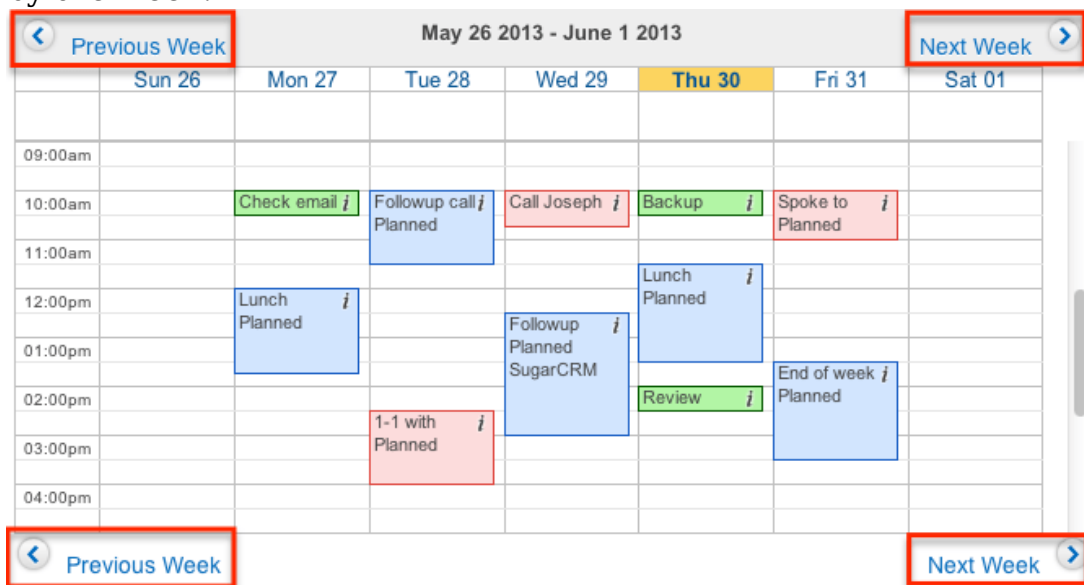 May 26 2013 - June 1 2013
Previous Week
Next Week
Sun 26 Mon 27 Tue 28 Wed 29 Thu 30 Fri 31 Sat 01
09:00am
10:00am Check email i Followup call i Call Joseph i Backup i Spoke to i
Planned Planned
11:00am
Lunch i
12:00pm Lunch i Planned
Planned Followup i
01:00pm Planned
SugarCRM End of week i
02:00pm Review i Planned
1-1 with i
03:00pm Planned
04:00pm
Previous Week Next Week